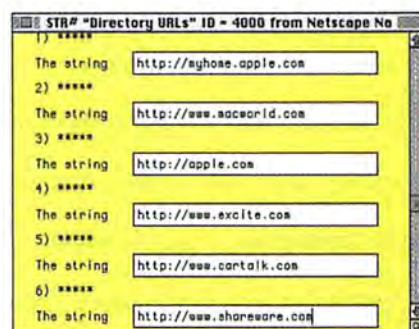 STR# "Directory URLs" ID = 4000 from Netscape Na
1) *****
The string http://myhome.apple.com
2) *****
The string http://www.macworld.com
3) *****
The string http://apple.com
4) *****
The string http://www.excite.com
5) *****
The string http://www.cartalk.com
6) *****
The string http://www.shareware.com